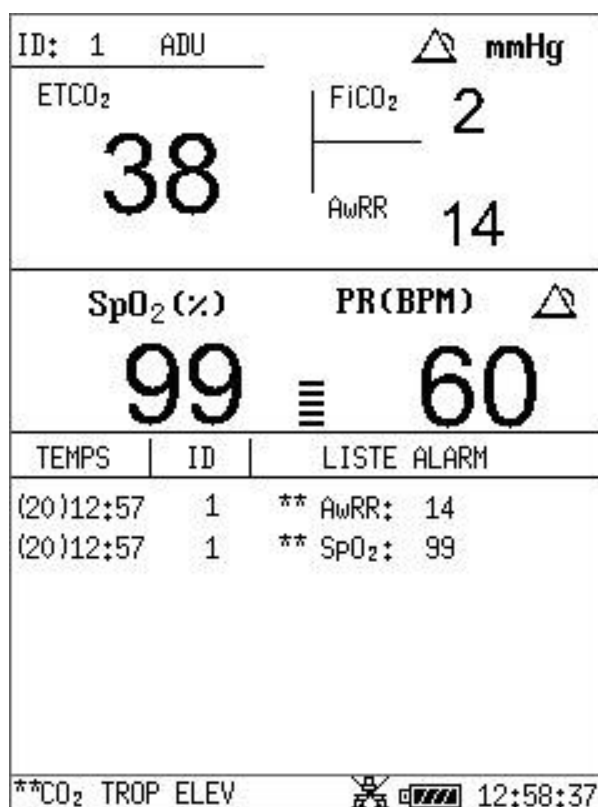 ID: 1 ADU mmHg
ETCO₂ FiCO₂ 2
38
AwRR 14
SpO₂(%) PR(BPM)
99 60
TEMPS ID LISTE ALARM
(20)12:57 1 ** AwRR: 14
(20)12:57 1 ** SpO₂: 99
**CO₂ TROP ELEV 12:58:37